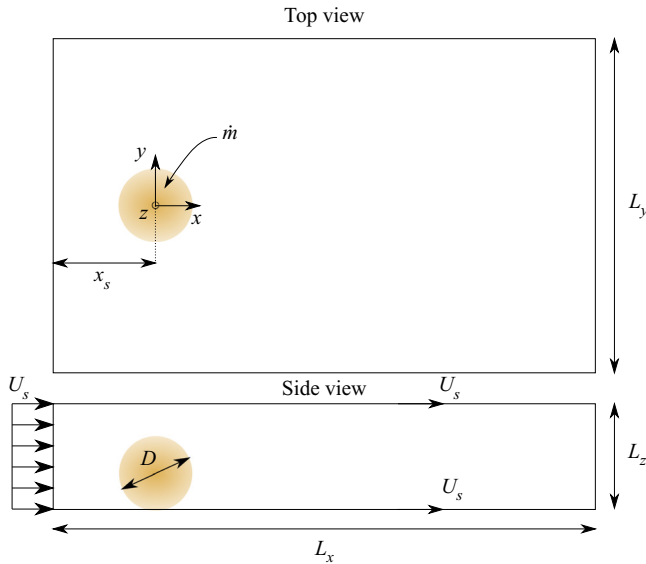 Top view
ṁ
y
z
x
L_y
x_s
U_s
Side view
U_s
D
L_z
U_s
L_x